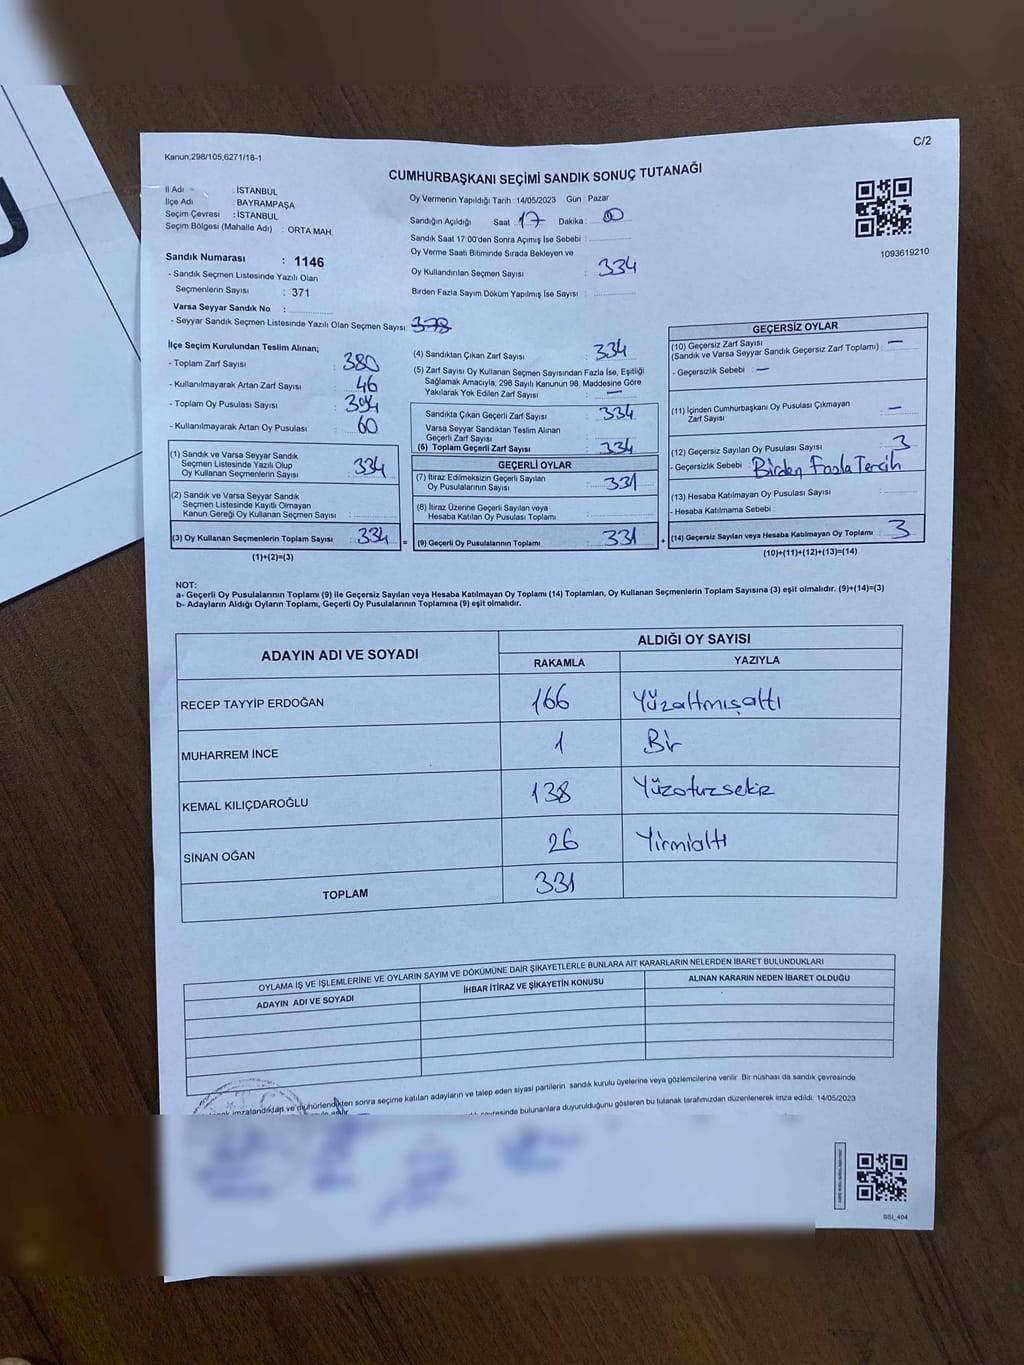 C/2
Kanun:298/105,6271/18-1
CUMHURBAŞKANI SEÇİMİ SANDIK SONUÇ TUTANAĞI
İl Adı : İSTANBUL
İlçe Adı : BAYRAMPAŞA
Seçim Çevresi : İSTANBUL
Seçim Bölgesi (Mahalle Adı) : ORTA MAH.
Sandık Numarası : 1146
- Sandık Seçmen Listesinde Yazılı Olan
Seçmenlerin Sayısı : 371
Varsa Seyyar Sandık No :
- Seyyar Sandık Seçmen Listesinde Yazılı Olan Seçmen Sayısı 378
Oy Vermenin Yapıldığı Tarih : 14/05/2023 Gün : Pazar
Sandığın Açıldığı Saat : 17 Dakika : 00
Sandık Saat 17:00'den Sonra Açımış İse Sebebi :
Oy Verme Saati Bitiminde Sırada Bekleyen ve
Oy Kullandırılan Seçmen Sayısı : 334
Birden Fazla Sayım Döküm Yapılmış İse Sayısı :
1093619210
İlçe Seçim Kurulundan Teslim Alınan;
- Toplam Zarf Sayısı : 380
- Kullanılmayarak Artan Zarf Sayısı : 46
- Toplam Oy Pusulası Sayısı : 394
- Kullanılmayarak Artan Oy Pusulası : 60
(1) Sandık ve Varsa Seyyar Sandık
Seçmen Listesinde Yazılı Olup
Oy Kullanan Seçmenlerin Sayısı : 334
(2) Sandık ve Varsa Seyyar Sandık
Seçmen Listesinde Kayıtlı Olmayan
Kanun Gereği Oy Kullanan Seçmen Sayısı :
(3) Oy Kullanan Seçmenlerin Toplam Sayısı : 334 =
(1)+(2)=(3)
(4) Sandıktan Çıkan Zarf Sayısı : 334
(5) Zarf Sayısı Oy Kullanan Seçmen Sayısından Fazla İse, Eşitliği
Sağlamak Amacıyla, 298 Sayılı Kanunun 98. Maddesine Göre
Yakılarak Yok Edilen Zarf Sayısı : —
Sandıkta Çıkan Geçerli Zarf Sayısı : 334
Varsa Seyyar Sandıktan Teslim Alınan
Geçerli Zarf Sayısı :
(6) Toplam Geçerli Zarf Sayısı : 334
GEÇERLİ OYLAR
(7) İtiraz Edilmeksizin Geçerli Sayılan
Oy Pusulalarının Sayısı : 331
(8) İtiraz Üzerine Geçerli Sayılan veya
Hesaba Katılan Oy Pusulası Toplamı :
(9) Geçerli Oy Pusulalarının Toplamı : 331 +
GEÇERSİZ OYLAR
(10) Geçersiz Zarf Sayısı : —
(Sandık ve Varsa Seyyar Sandık Geçersiz Zarf Toplamı)
- Geçersizlik Sebebi : —
(11) İçinden Cumhurbaşkanı Oy Pusulası Çıkmayan
Zarf Sayısı : —
(12) Geçersiz Sayılan Oy Pusulası Sayısı : 3
- Geçersizlik Sebebi : Birden Fazla Tercih
(13) Hesaba Katılmayan Oy Pusulası Sayısı :
- Hesaba Katılmama Sebebi :
(14) Geçersiz Sayılan veya Hesaba Katılmayan Oy Toplamı : 3
(10)+(11)+(12)+(13)=(14)
NOT:
a- Geçerli Oy Pusulalarının Toplamı (9) ile Geçersiz Sayılan veya Hesaba Katılmayan Oy Toplamı (14) Toplamları, Oy Kullanan Seçmenlerin Toplam Sayısına (3) eşit olmalıdır. (9)+(14)=(3)
b- Adayların Aldığı Oyların Toplamı, Geçerli Oy Pusulalarının Toplamına (9) eşit olmalıdır.
ADAYIN ADI VE SOYADI ALDIĞI OY SAYISI
RAKAMLA YAZIYLA
RECEP TAYYİP ERDOĞAN 166 Yüzaltmışaltı
MUHARREM İNCE 1 Bir
KEMAL KILIÇDAROĞLU 138 Yüzotuzsekiz
SİNAN OĞAN 26 Yirmialtı
TOPLAM 331
OYLAMA İŞ VE İŞLEMLERİNE VE OYLARIN SAYIM VE DÖKÜMÜNE DAİR ŞİKAYETLERLE BUNLARA AİT KARARLARIN NELERDEN İBARET BULUNDUKLARI
ADAYIN ADI VE SOYADI İHBAR İTİRAZ VE ŞİKAYETİN KONUSU ALINAN KARARIN NEDEN İBARET OLDUĞU
imzalandıktan ve mühürlendikten sonra seçime katılan adayların ve talep eden siyasi partilerin sandık kurulu üyelerine veya gözlemcilerine verilir Bir nüshası da sandık çevresinde
çevresinde bulunanlara duyurulduğunu gösteren bu tutanak tarafımızdan düzenlenerek imza edildi. 14/05/2023
SSI_404